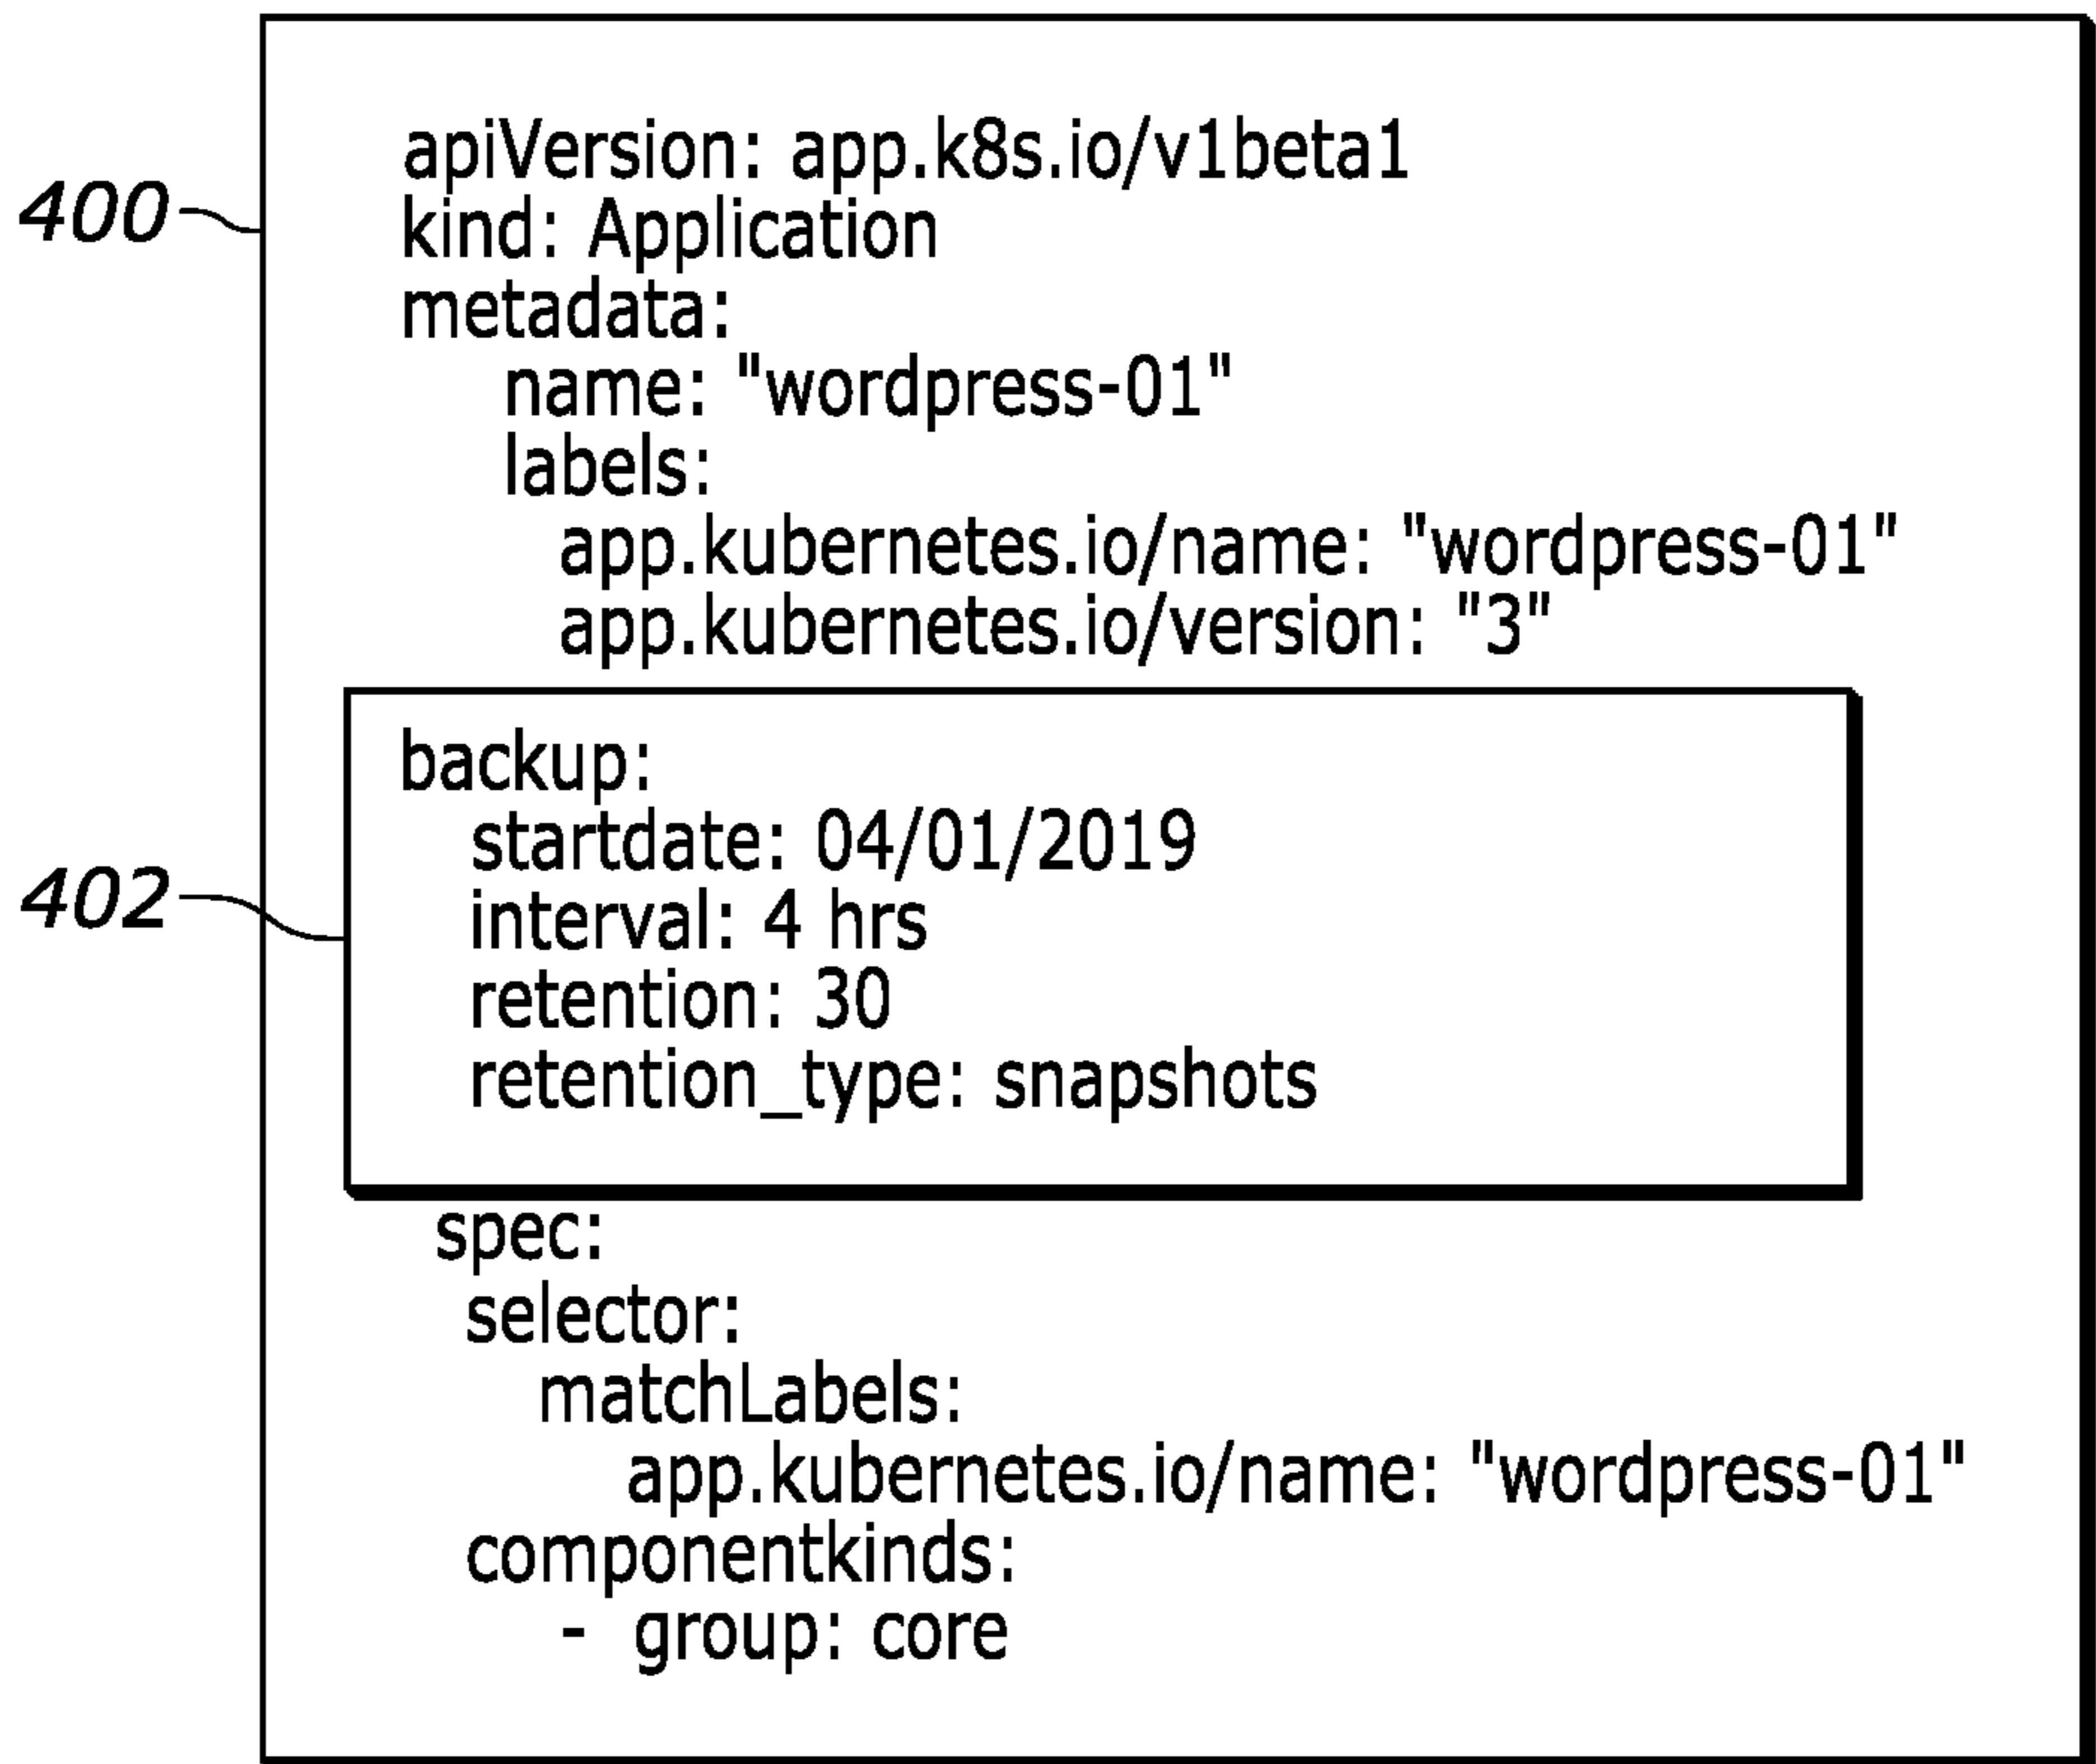 apiVersion: app.k8s.io/v1beta1
400
kind: Application
metadata:
name: "wordpress-01"
labels:
app.kubernetes.io/name: "wordpress-01"
app.kubernetes.io/version: "3"
backup:
startdate: 04/01/2019
402
interval: 4 hrs
retention: 30
retention_type: snapshots
spec:
selector:
matchLabels:
app.kubernetes.io/name: "wordpress-01"
componentkinds:
- group: core